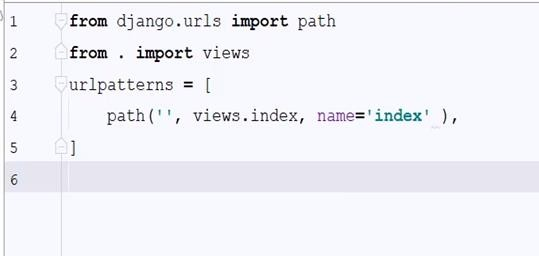 1 from django.urls import path
2 from . import views
3 urlpatterns = [
4     path('', views.index, name='index' ),
5 ]
6